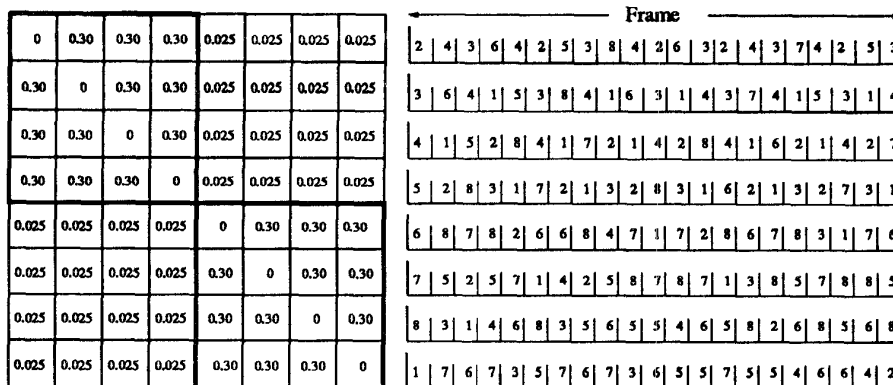 Frame
0 0.30 0.30 0.30 0.025 0.025 0.025 0.025
2 4 3 6 4 2 5 3 8 4 2 6 3 2 4 3 7 4 2 5
0.30 0 0.30 0.30 0.025 0.025 0.025 0.025
3 6 4 1 5 3 8 4 1 6 3 1 4 3 7 4 1 5 3 1 4
0.30 0.30 0 0.30 0.025 0.025 0.025 0.025
4 1 5 2 8 4 1 7 2 1 4 2 8 4 1 6 2 1 4 2 7
0.30 0.30 0.30 0 0.025 0.025 0.025 0.025
5 2 8 3 1 7 2 1 3 2 8 3 1 6 2 1 3 2 7 3 1
0.025 0.025 0.025 0.025 0 0.30 0.30 0.30
6 8 7 8 2 6 6 8 4 7 1 7 2 8 6 7 8 3 1 7 6
0.025 0.025 0.025 0.025 0.30 0 0.30 0.30
7 5 2 5 7 1 4 2 5 8 7 8 7 1 3 8 5 7 8 8 5
0.025 0.025 0.025 0.025 0.30 0.30 0 0.30
8 3 1 4 6 8 3 5 6 5 5 4 6 5 8 2 6 8 5 6 8
0.025 0.025 0.025 0.025 0.30 0.30 0.30 0
1 7 6 7 3 5 7 6 7 3 6 5 5 7 5 5 4 6 6 4 2